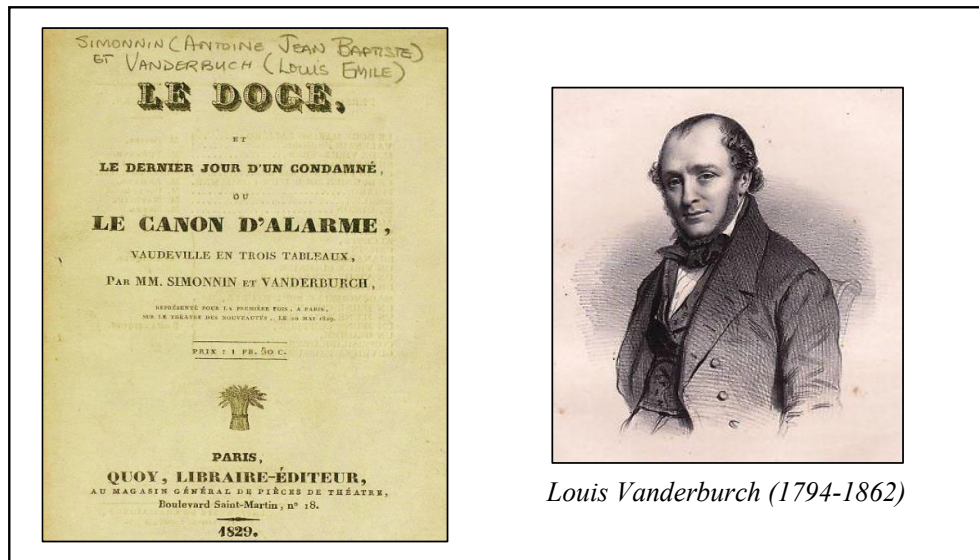 SIMONNIN (ANTOINE JEAN BAPTISTE)
ET VANDERBUCH (LOUIS EMILE)
LE DOGE,
ET
LE DERNIER JOUR D'UN CONDAMNÉ,
OU
LE CANON D'ALARME,
VAUDEVILLE EN TROIS TABLEAUX,
PAR MM. SIMONNIN ET VANDERBURCH,
REPRÉSENTÉ POUR LA PREMIÈRE FOIS, A PARIS,
SUR LE THÉATRE DES NOUVEAUTÉS, LE 20 MAI 1829.
PRIX : 1 FR. 50 C.
PARIS,
QUOY, LIBRAIRE-ÉDITEUR,
AU MAGASIN GÉNÉRAL DE PIÈCES DE THÉATRE,
Boulevard Saint-Martin, nº 18.
1829.
Louis Vanderburch (1794-1862)